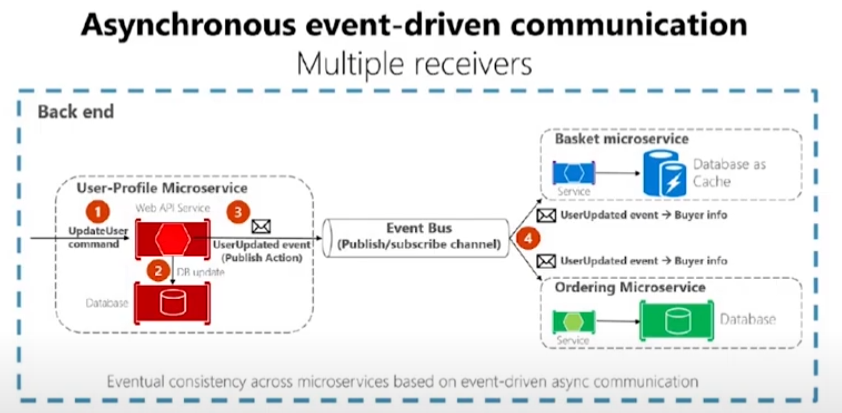 Asynchronous event-driven communication
Multiple receivers
Back end
User-Profile Microservice
Web API Service
1
UpdateUser
command
3
UserUpdated event
(Publish Action)
2
DB update
Database
Event Bus
(Publish/subscribe channel)
4
Basket microservice
Service
Database as
Cache
UserUpdated event → Buyer info
UserUpdated event → Buyer info
Ordering Microservice
Service
Database
Eventual consistency across microservices based on event-driven async communication